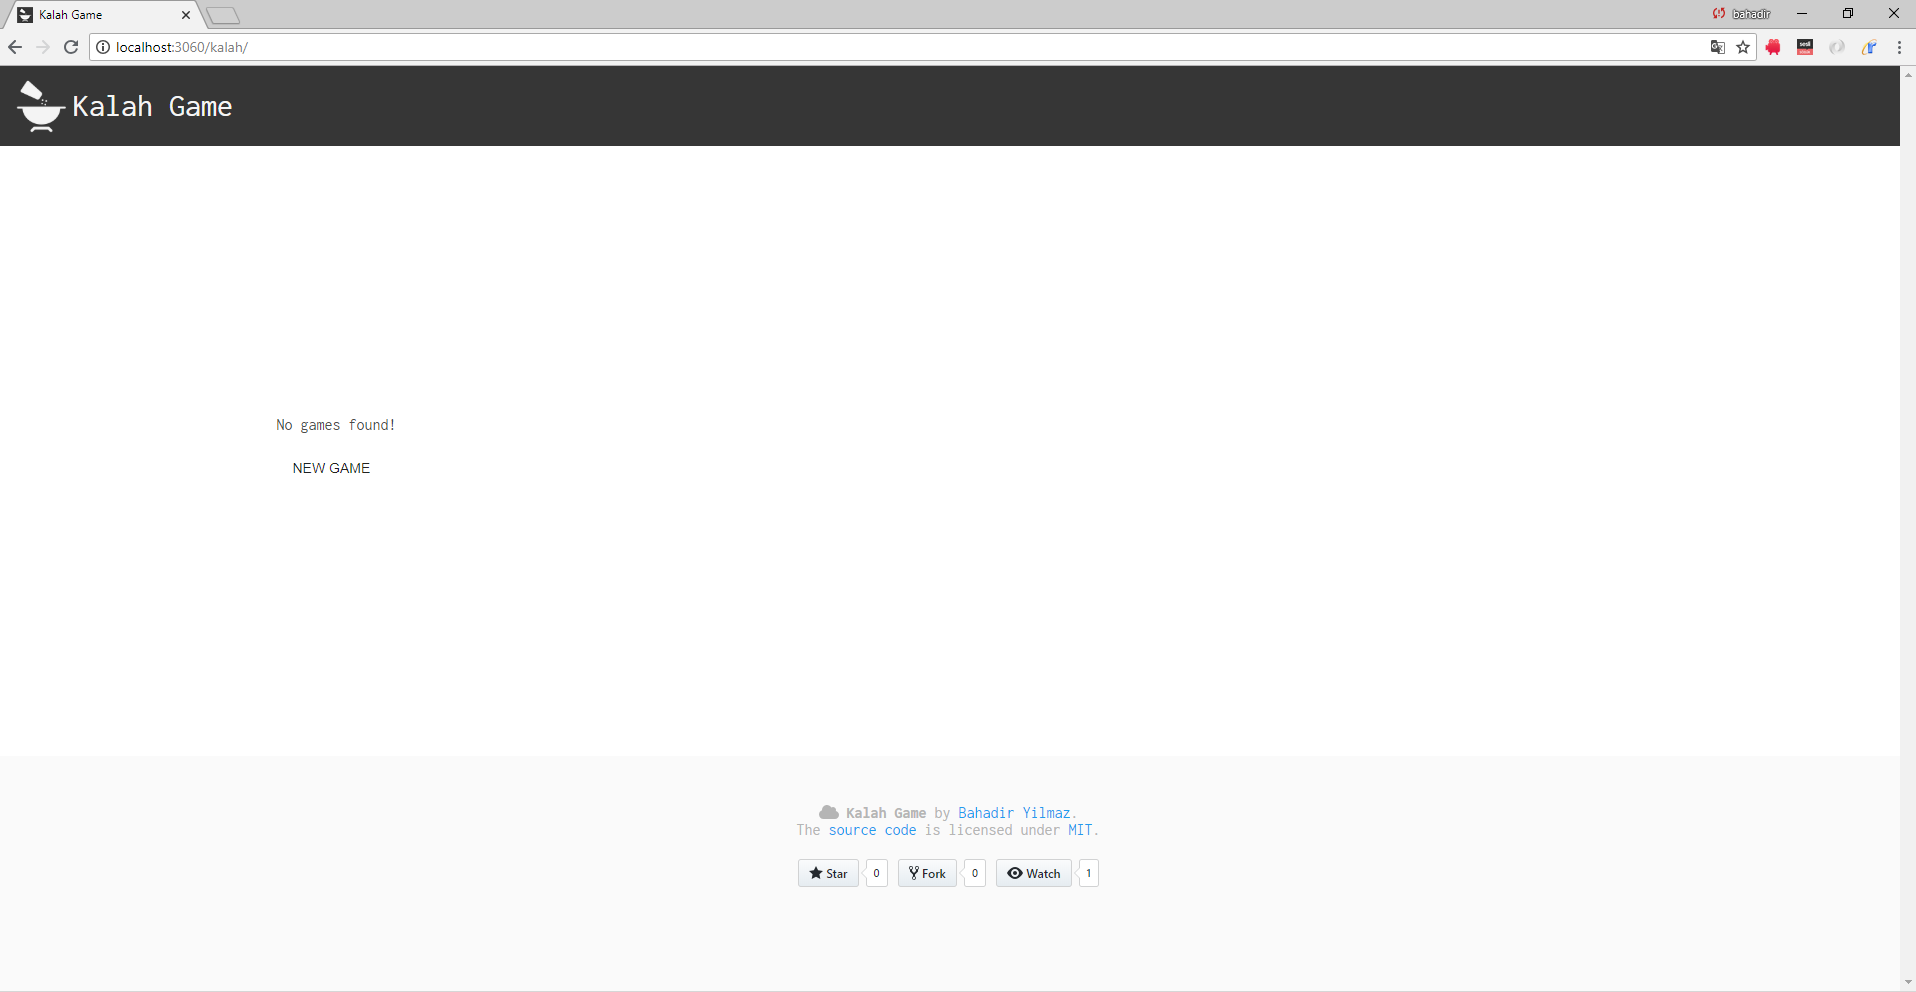 Kalah Game
bahadir
localhost:3060/kalah/
Kalah Game
No games found!
NEW GAME
Kalah Game by Bahadir Yilmaz.
The source code is licensed under MIT.
Star 0 Fork 0 Watch 1